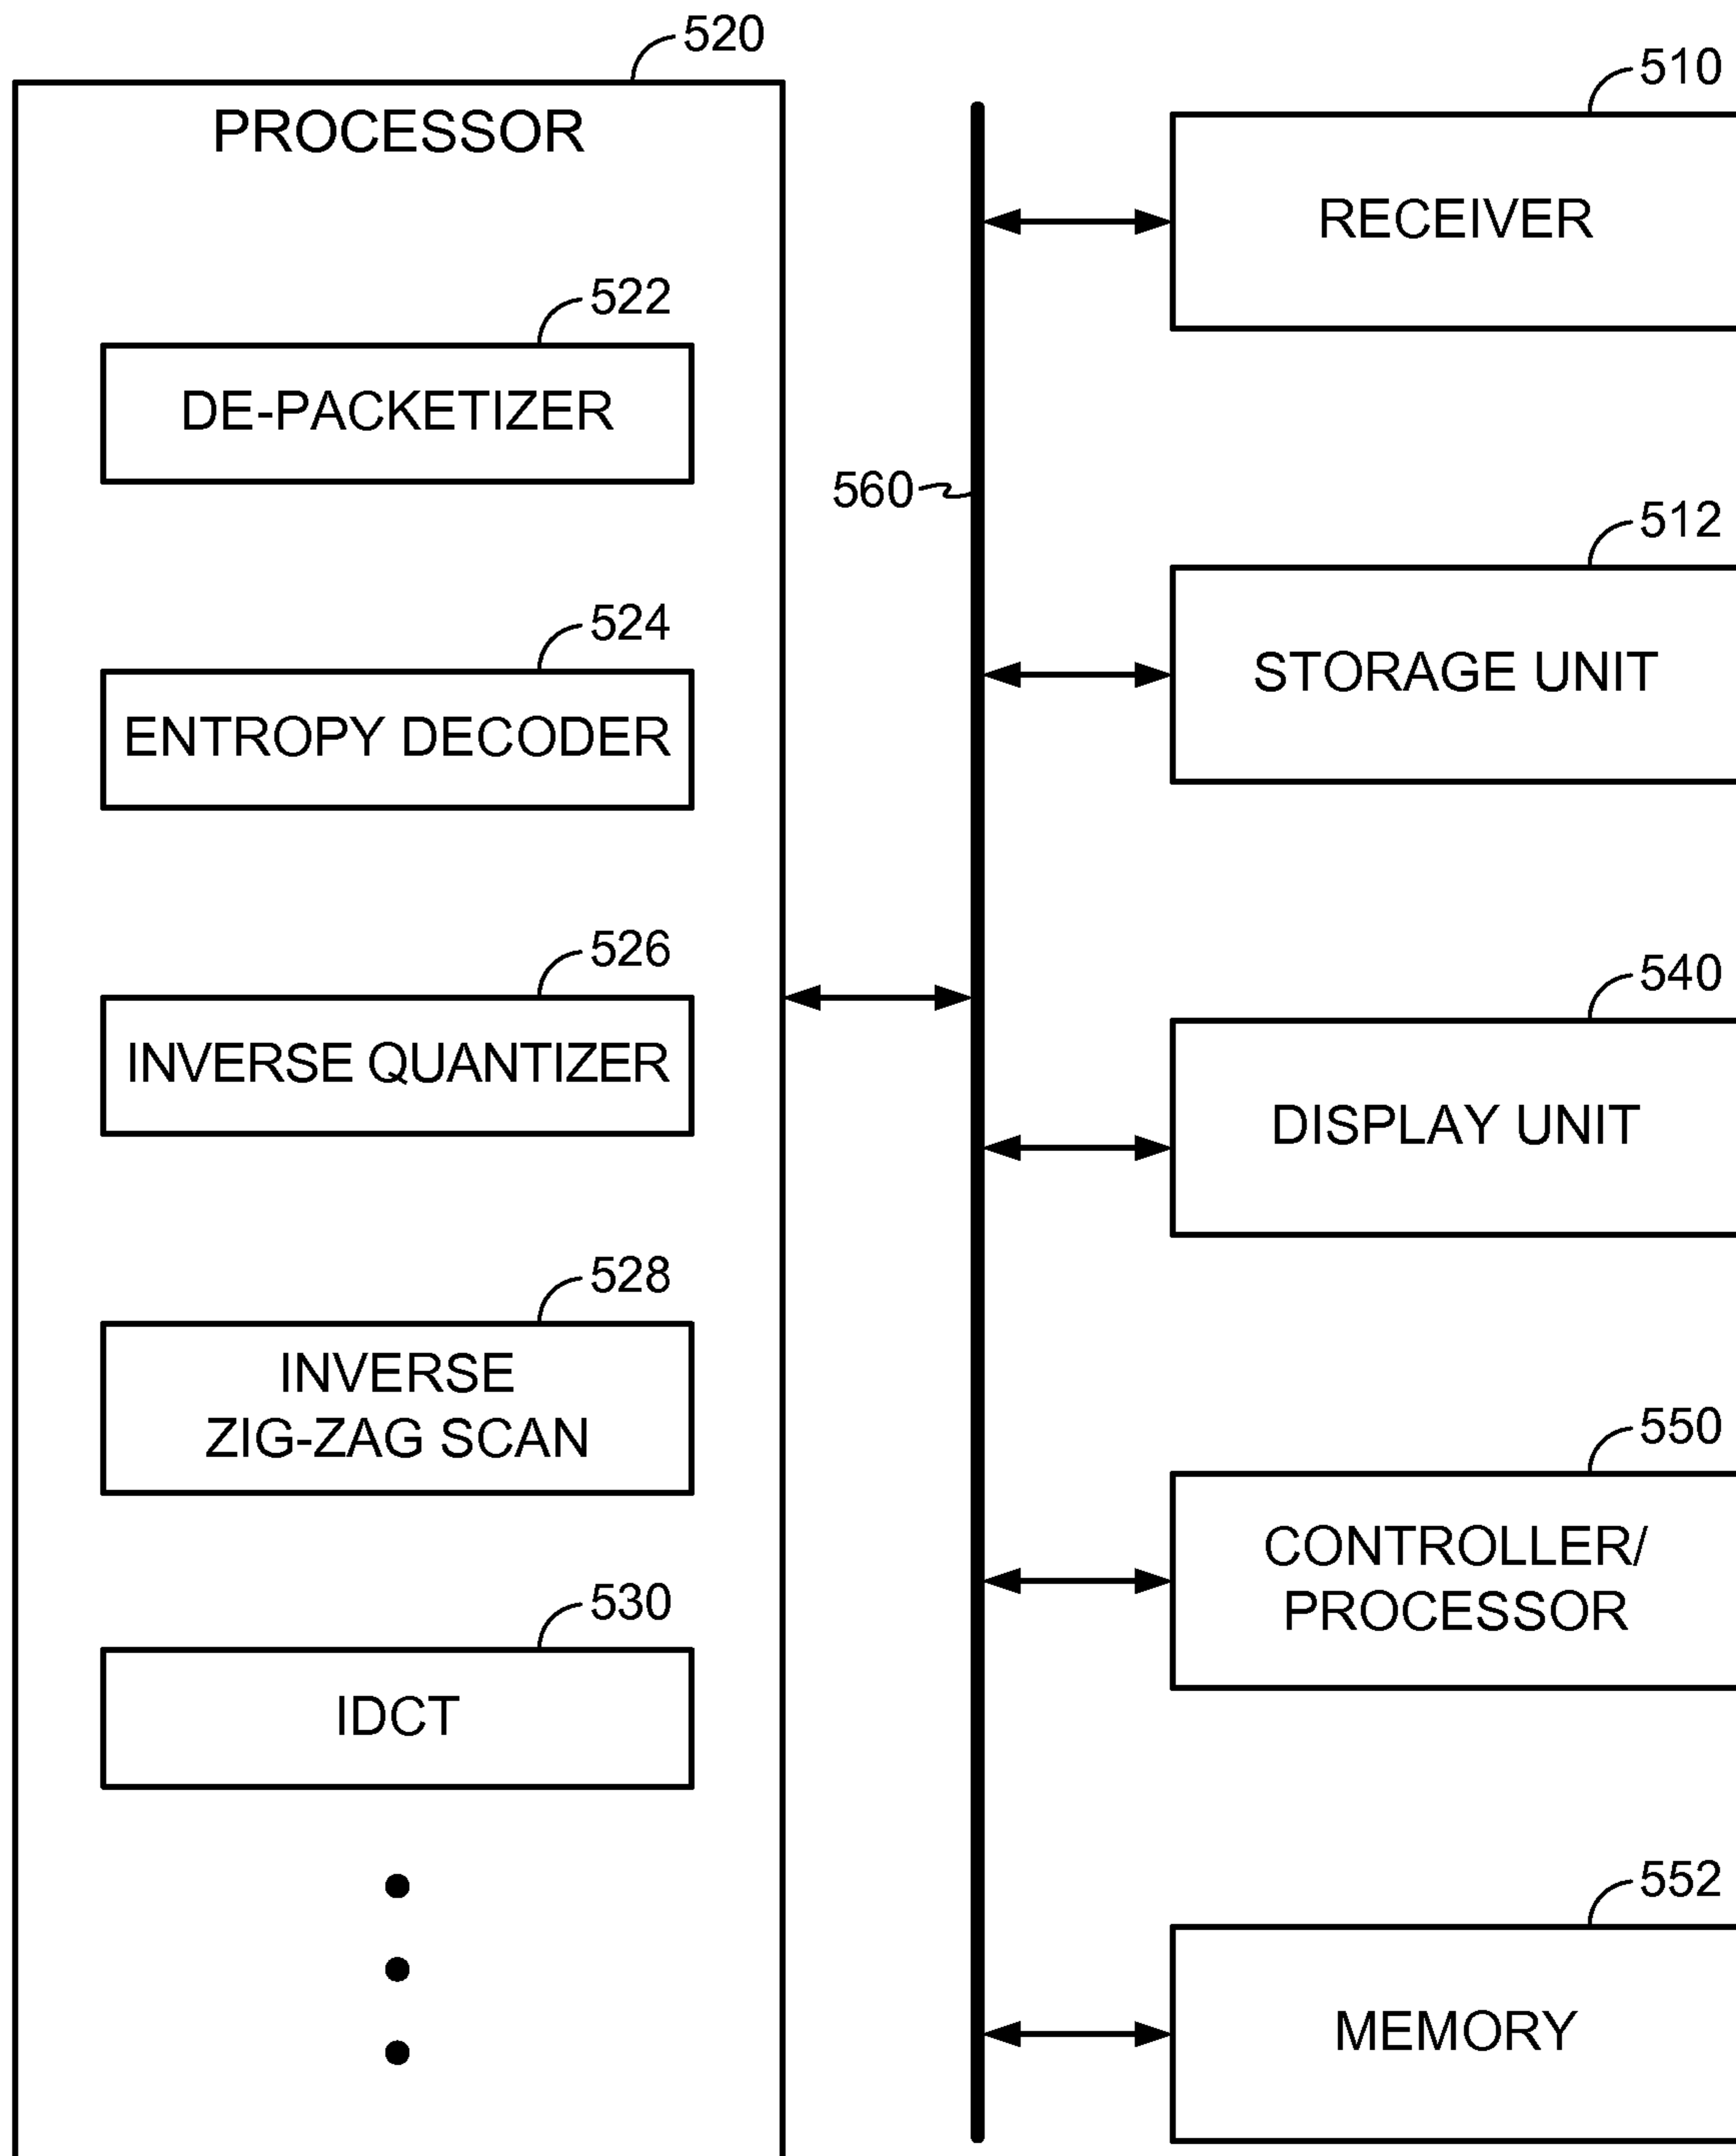 520
PROCESSOR
522
DE-PACKETIZER
524
ENTROPY DECODER
526
INVERSE QUANTIZER
528
INVERSE
ZIG-ZAG SCAN
530
IDCT
560
510
RECEIVER
512
STORAGE UNIT
540
DISPLAY UNIT
550
CONTROLLER/
PROCESSOR
552
MEMORY